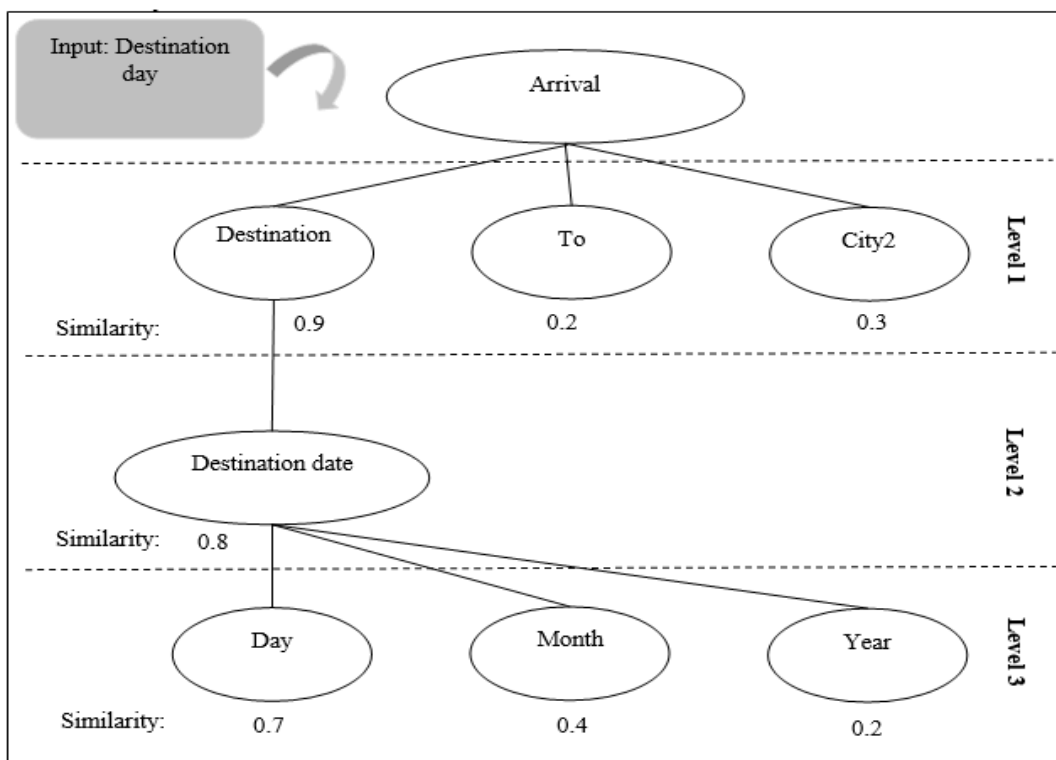 Input: Destination
day
Arrival
Destination
To
City2
Level 1
Similarity:
0.9
0.2
0.3
Destination date
Level 2
Similarity:
0.8
Day
Month
Year
Level 3
Similarity:
0.7
0.4
0.2